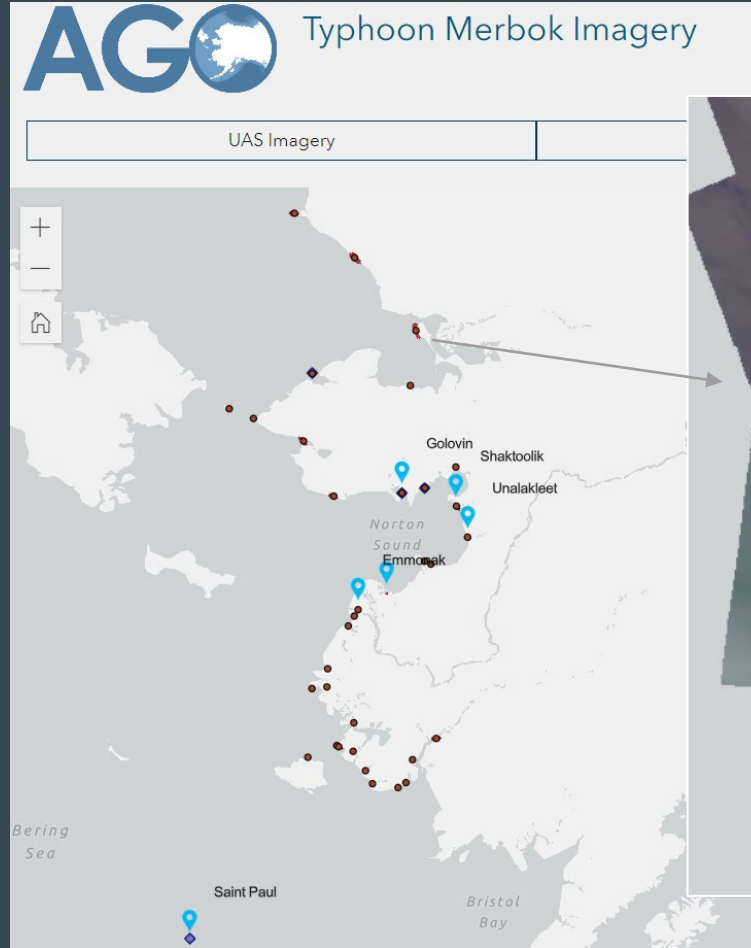 AGO
Typhoon Merbok Imagery
UAS Imagery
+
−
Golovin
Shaktoolik
Unalakleet
Norton
Sound
Emmonak
Bering
Sea
Saint Paul
Bristol
Bay